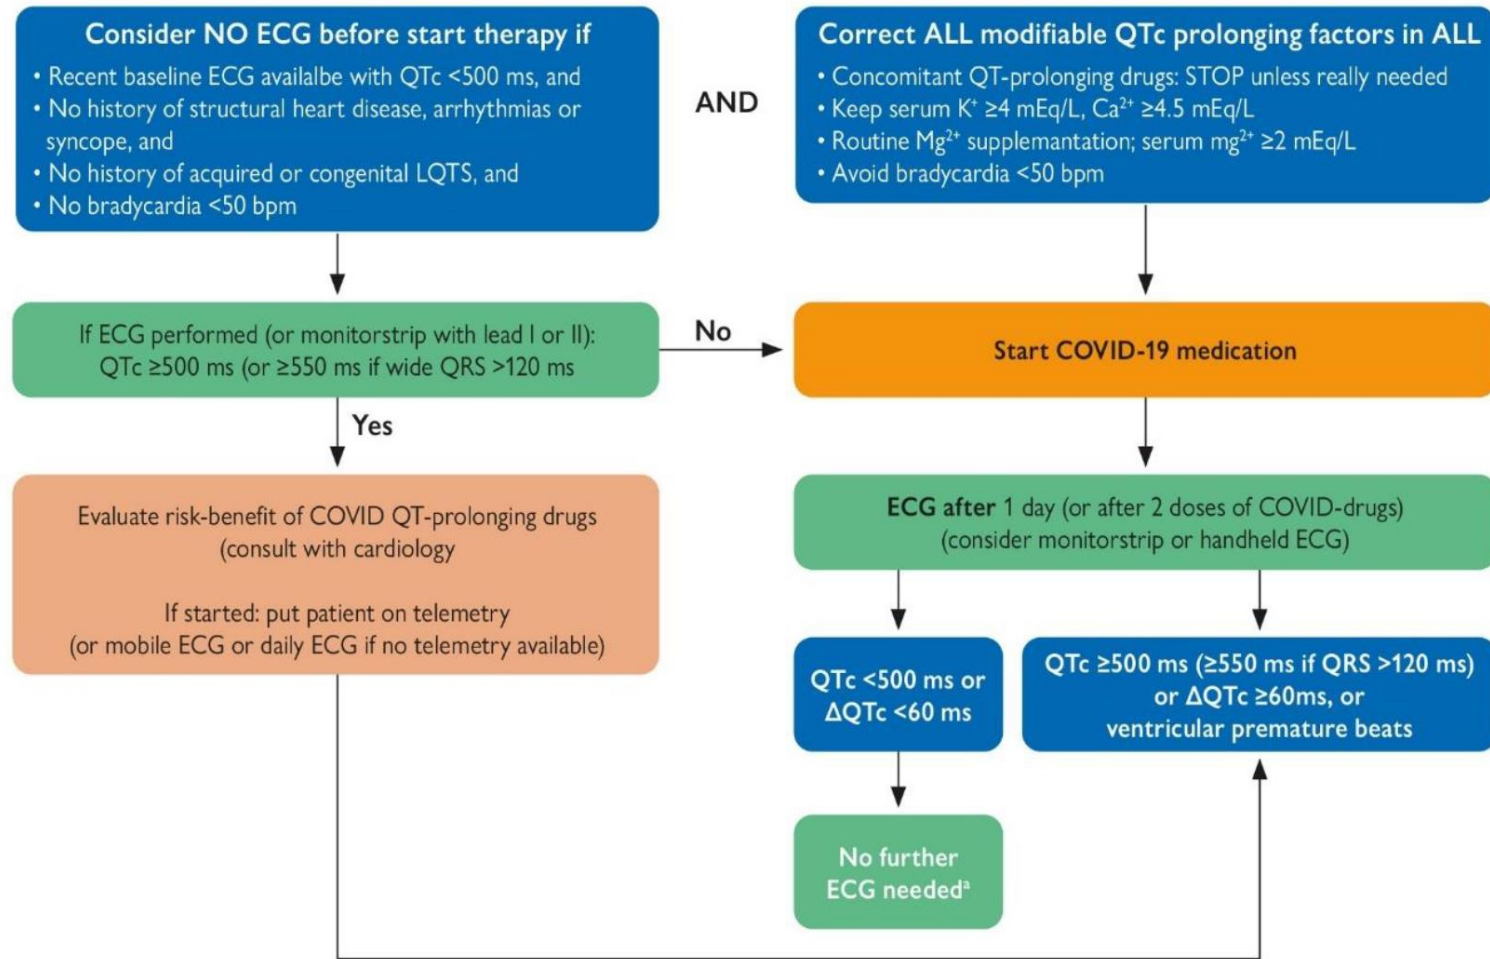 Consider NO ECG before start therapy if
• Recent baseline ECG availalbe with QTc <500 ms, and
• No history of structural heart disease, arrhythmias or
syncope, and
• No history of acquired or congenital LQTS, and
• No bradycardia <50 bpm
AND
Correct ALL modifiable QTc prolonging factors in ALL
• Concomitant QT-prolonging drugs: STOP unless really needed
• Keep serum K⁺ ≥4 mEq/L, Ca²⁺ ≥4.5 mEq/L
• Routine Mg²⁺ supplemantation; serum mg²⁺ ≥2 mEq/L
• Avoid bradycardia <50 bpm
If ECG performed (or monitorstrip with lead I or II):
QTc ≥500 ms (or ≥550 ms if wide QRS >120 ms
No
Start COVID-19 medication
Yes
Evaluate risk-benefit of COVID QT-prolonging drugs
(consult with cardiology
If started: put patient on telemetry
(or mobile ECG or daily ECG if no telemetry available)
ECG after 1 day (or after 2 doses of COVID-drugs)
(consider monitorstrip or handheld ECG)
QTc <500 ms or
ΔQTc <60 ms
QTc ≥500 ms (≥550 ms if QRS >120 ms)
or ΔQTc ≥60ms, or
ventricular premature beats
No further
ECG neededᵃ